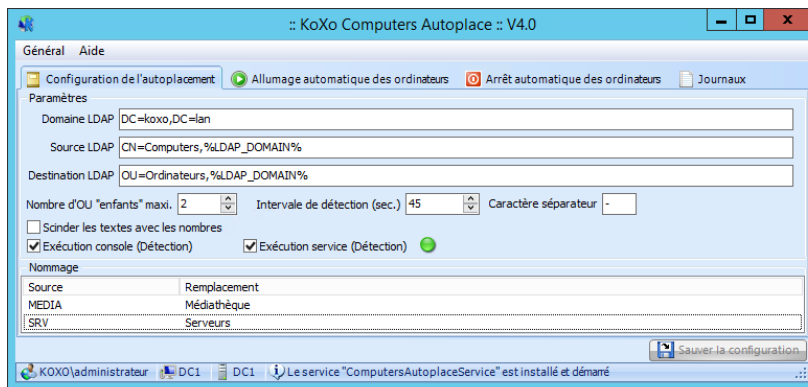 :: KoXo Computers Autoplace :: V4.0
Général Aide
Configuration de l'autoplacement Allumage automatique des ordinateurs Arrêt automatique des ordinateurs Journaux
Paramètres
Domaine LDAP DC=koxo,DC=lan
Source LDAP CN=Computers,%LDAP_DOMAIN%
Destination LDAP OU=Ordinateurs,%LDAP_DOMAIN%
Nombre d'OU "enfants" maxi. 2 Intervale de détection (sec.) 45 Caractère séparateur -
Scinder les textes avec les nombres
Exécution console (Détection) Exécution service (Détection)
Nommage
Source Remplacement
MEDIA Médiathèque
SRV Serveurs
Sauver la configuration
KOXO\administrateur DC1 DC1 Le service "ComputersAutoplaceService" est installé et démarré